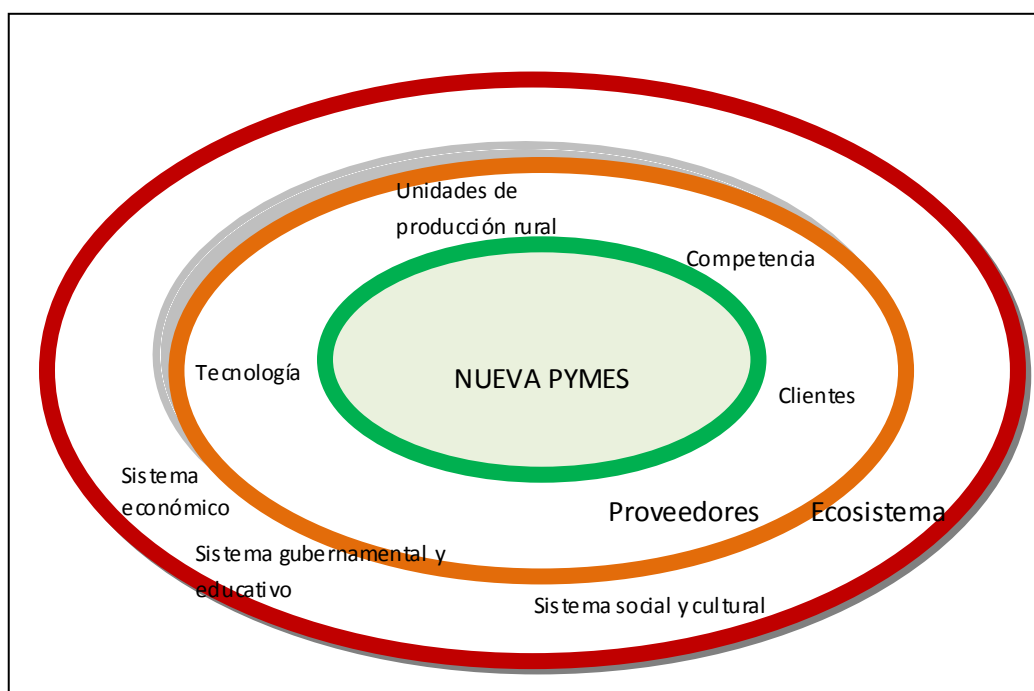 Unidades de
producción rural
Competencia
Tecnología
NUEVA PYMES
Clientes
Sistema
económico
Proveedores
Ecosistema
Sistema gubernamental y
educativo
Sistema social y cultural